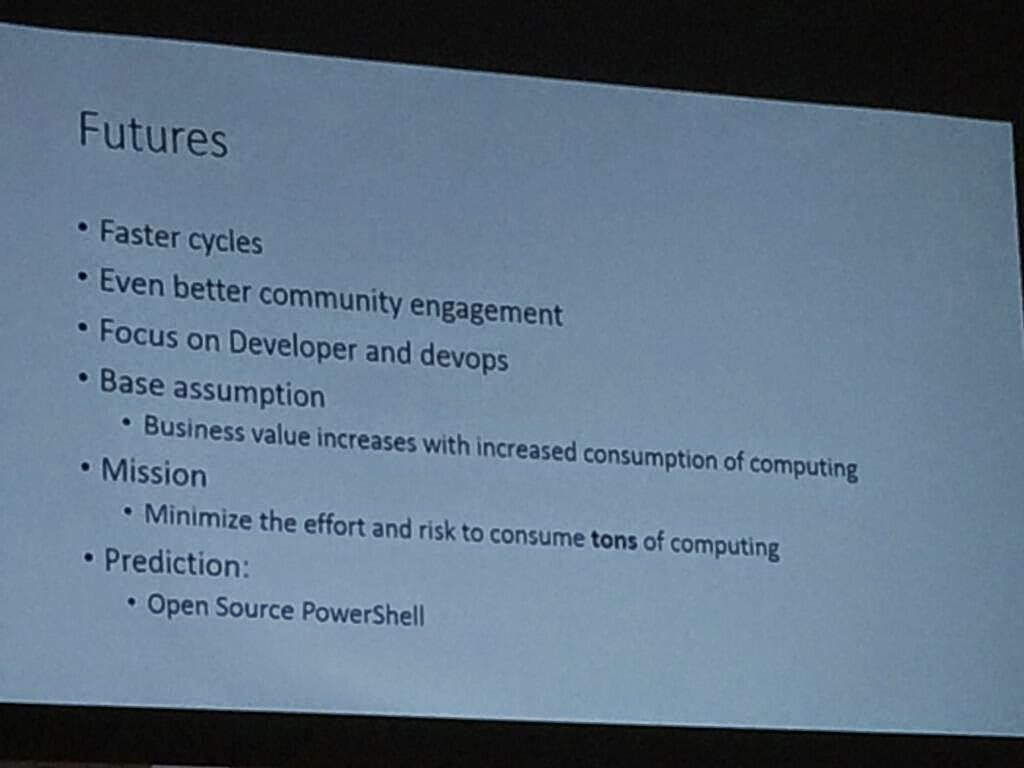 Futures
• Faster cycles
• Even better community engagement
• Focus on Developer and devops
• Base assumption
• Business value increases with increased consumption of computing
• Mission
• Minimize the effort and risk to consume tons of computing
• Prediction:
• Open Source PowerShell